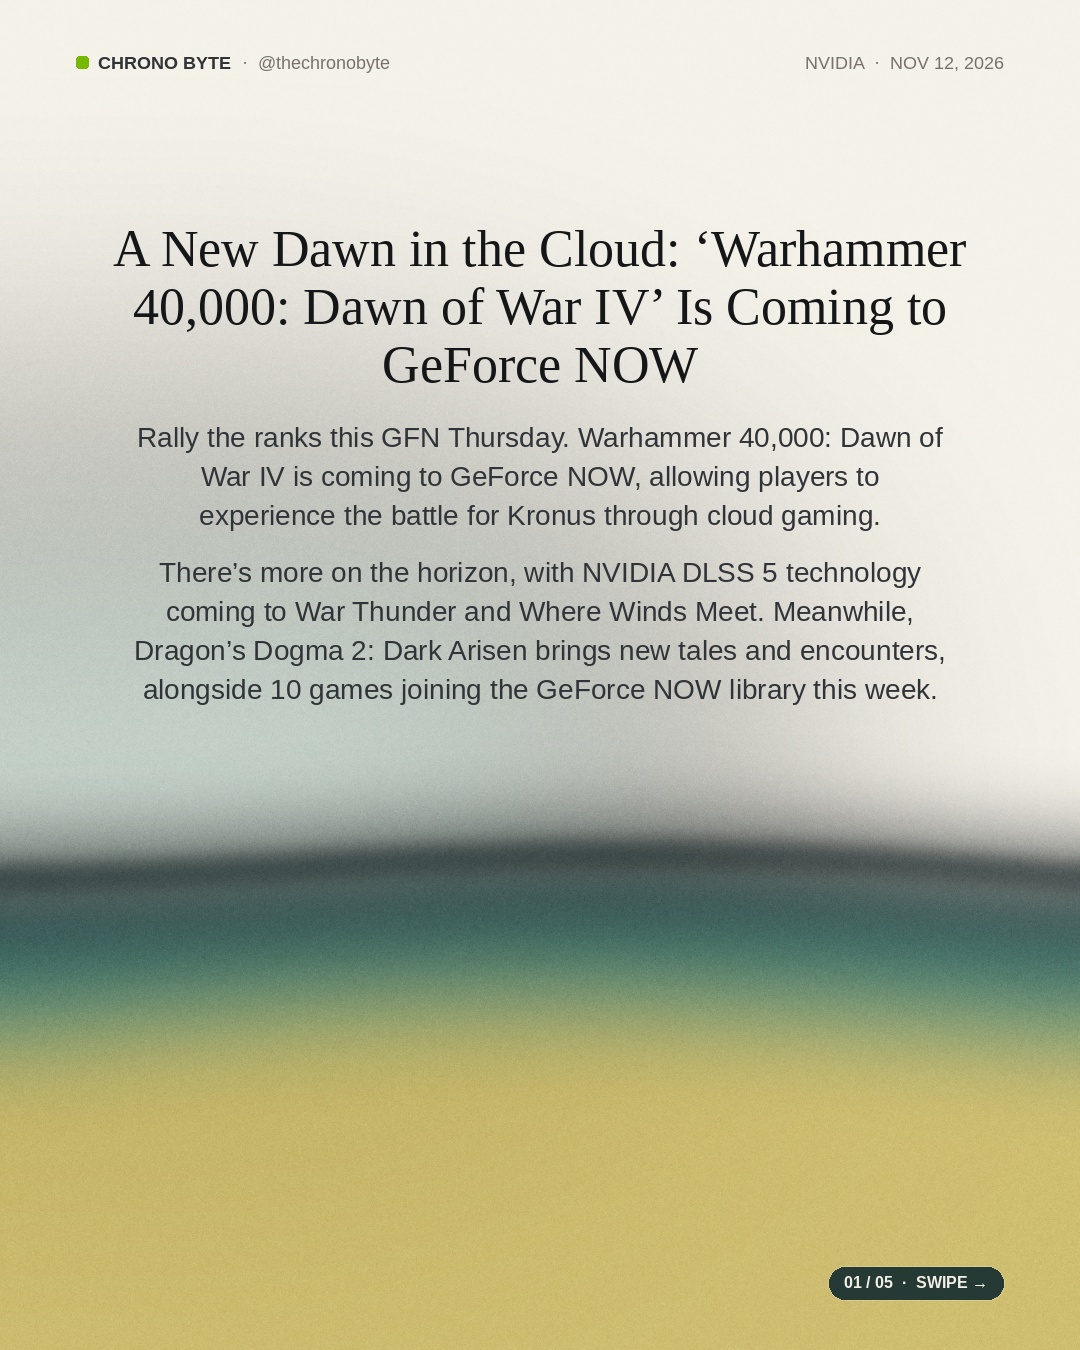 CHRONO BYTE · @thechronobyte
NVIDIA · NOV 12, 2026
A New Dawn in the Cloud: ‘Warhammer
40,000: Dawn of War IV’ Is Coming to
GeForce NOW
Rally the ranks this GFN Thursday. Warhammer 40,000: Dawn of
War IV is coming to GeForce NOW, allowing players to
experience the battle for Kronus through cloud gaming.
There’s more on the horizon, with NVIDIA DLSS 5 technology
coming to War Thunder and Where Winds Meet. Meanwhile,
Dragon’s Dogma 2: Dark Arisen brings new tales and encounters,
alongside 10 games joining the GeForce NOW library this week.
01 / 05 · SWIPE →